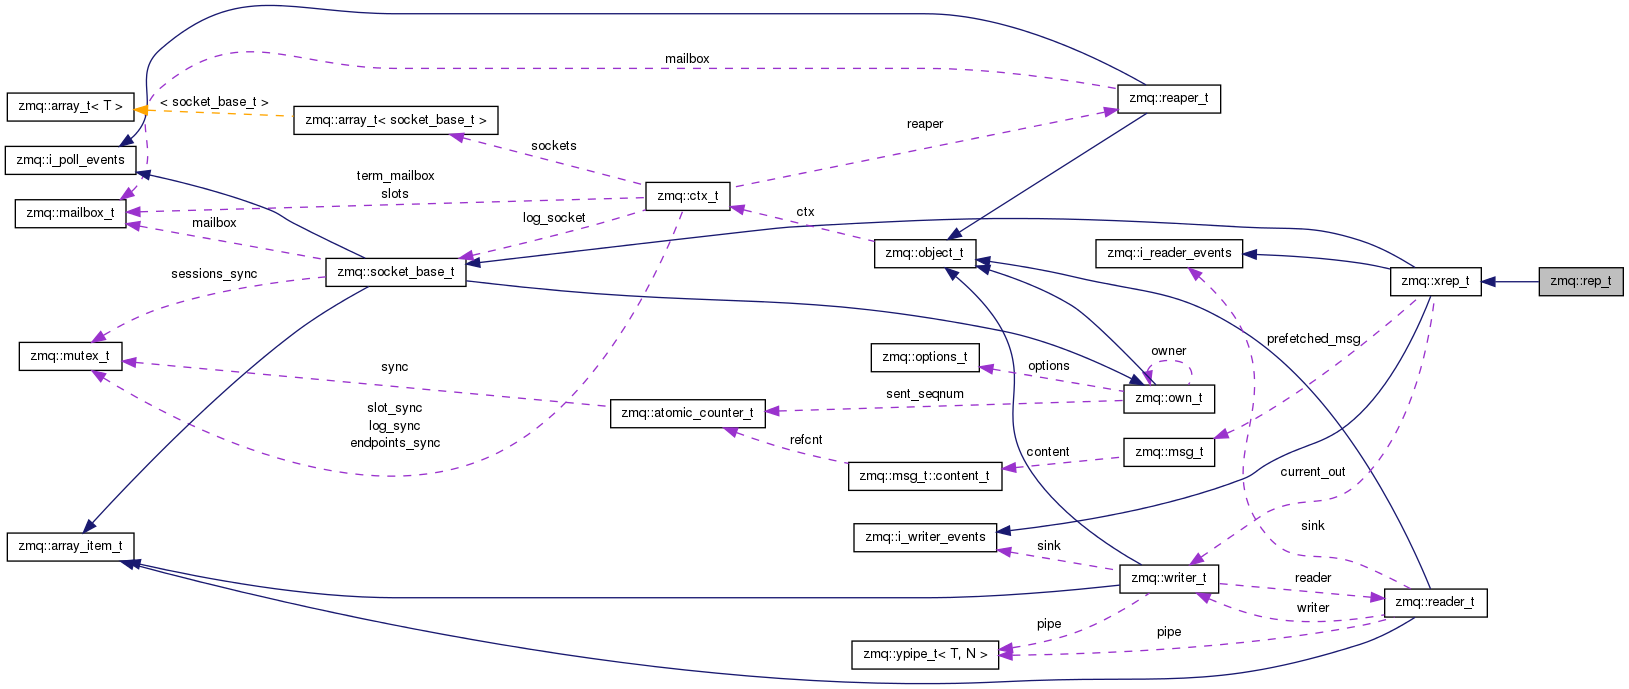 mailbox
zmq::reaper_t
zmq::array_t< T >
< socket_base_t >
zmq::array_t< socket_base_t >
reaper
sockets
zmq::i_poll_events
term_mailbox
slots
zmq::ctx_t
zmq::mailbox_t
mailbox
log_socket
ctx
zmq::object_t
zmq::i_reader_events
sessions_sync
zmq::socket_base_t
zmq::xrep_t
zmq::rep_t
prefetched_msg
zmq::mutex_t
sync
zmq::options_t
options
owner
zmq::own_t
sent_seqnum
slot_sync
log_sync
endpoints_sync
zmq::atomic_counter_t
refcnt
zmq::msg_t::content_t
content
zmq::msg_t
current_out
zmq::i_writer_events
sink
sink
zmq::array_item_t
zmq::writer_t
reader
writer
zmq::reader_t
pipe
pipe
zmq::ypipe_t< T, N >